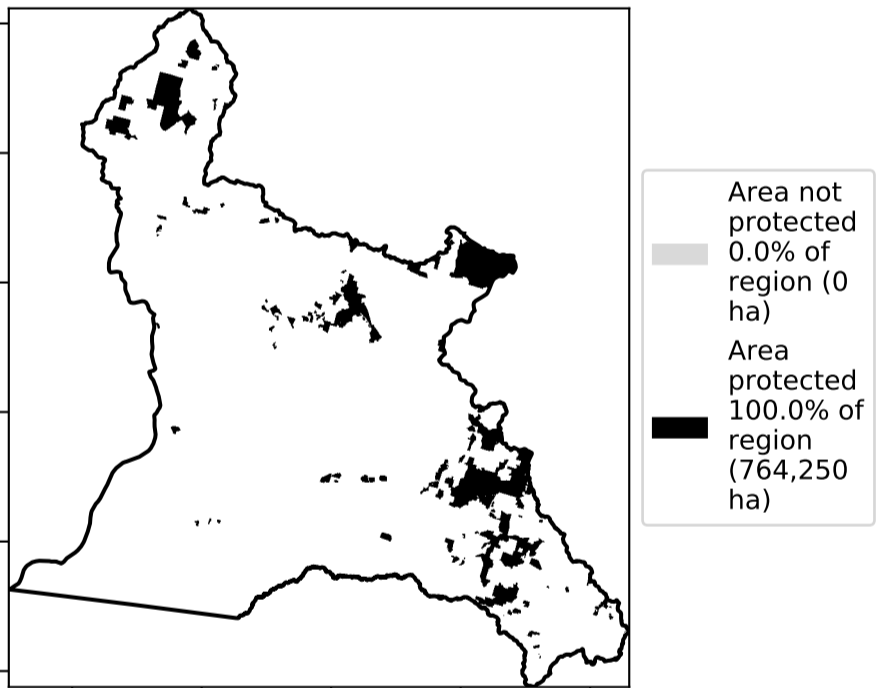 Area not
protected
0.0% of
region (0
ha)
Area
protected
100.0% of
region
(764,250
ha)